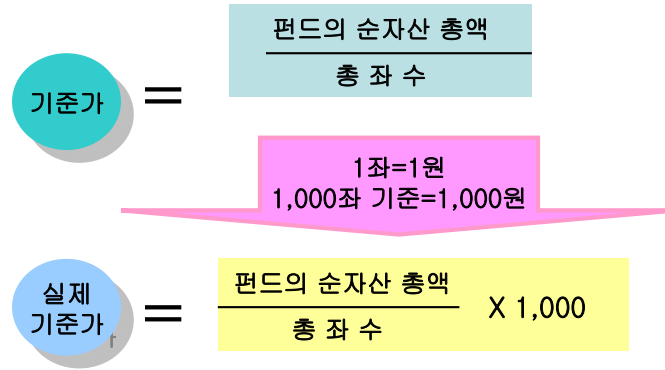 펀드의 순자산 총액
기준가 =
총 좌 수
1좌=1원
1,000좌 기준=1,000원
펀드의 순자산 총액
실제
기준가 =
X 1,000
총 좌 수